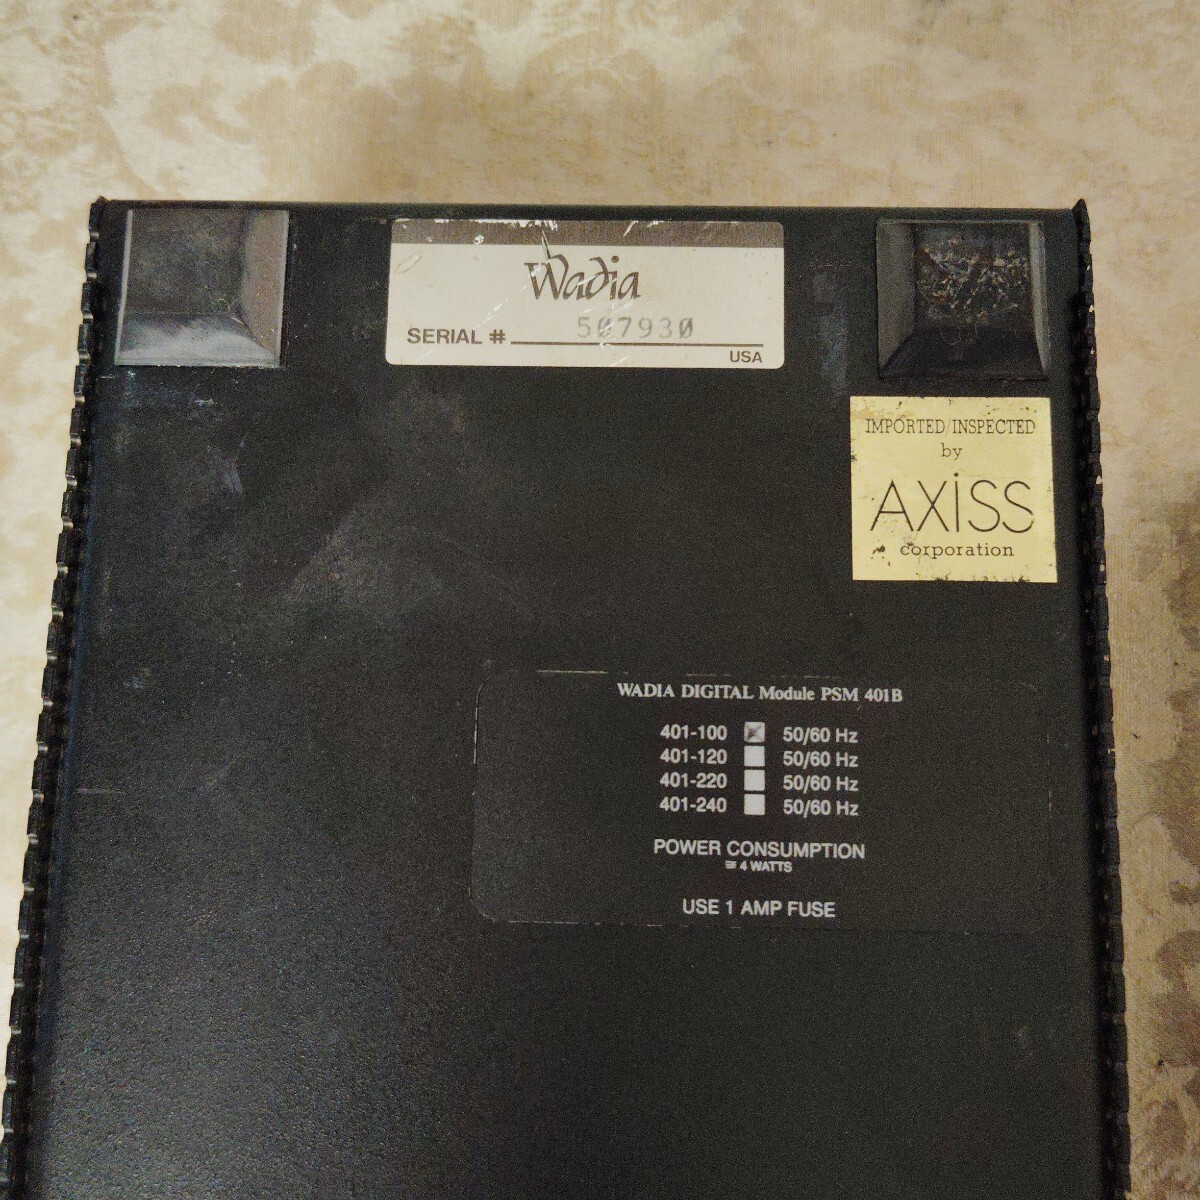 Wadia
SERIAL # 507930
USA
IMPORTED/INSPECTED
by
AXiSS
corporation
WADIA DIGITAL Module PSM 401B
401-100 50/60 Hz
401-120 50/60 Hz
401-220 50/60 Hz
401-240 50/60 Hz
POWER CONSUMPTION
≅ 4 WATTS
USE 1 AMP FUSE